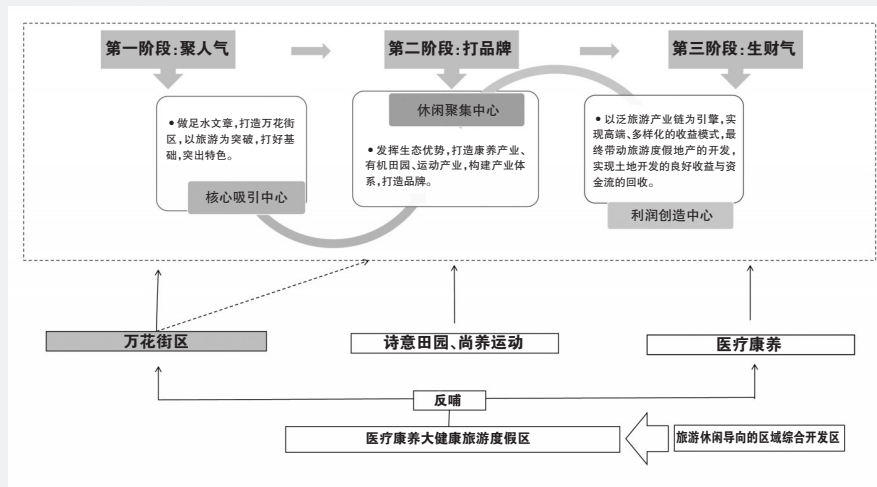 第一阶段:聚人气
第二阶段:打品牌
第三阶段:生财气
•做足水文章,打造万花街
区,以旅游为突破,打好基
础,突出特色。
核心吸引中心
休闲聚集中心
•发挥生态优势,打造康养产业、
有机田园、运动产业,构建产业体
系,打造品牌。
•以泛旅游产业链为引擎,实
现高端、多样化的收益模式,最
终带动旅游度假地产的开发,
实现土地开发的良好收益与资
金流的回收。
利润创造中心
万花街区
诗意田园、尚养运动
医疗康养
反哺
医疗康养大健康旅游度假区
旅游休闲导向的区域综合开发区